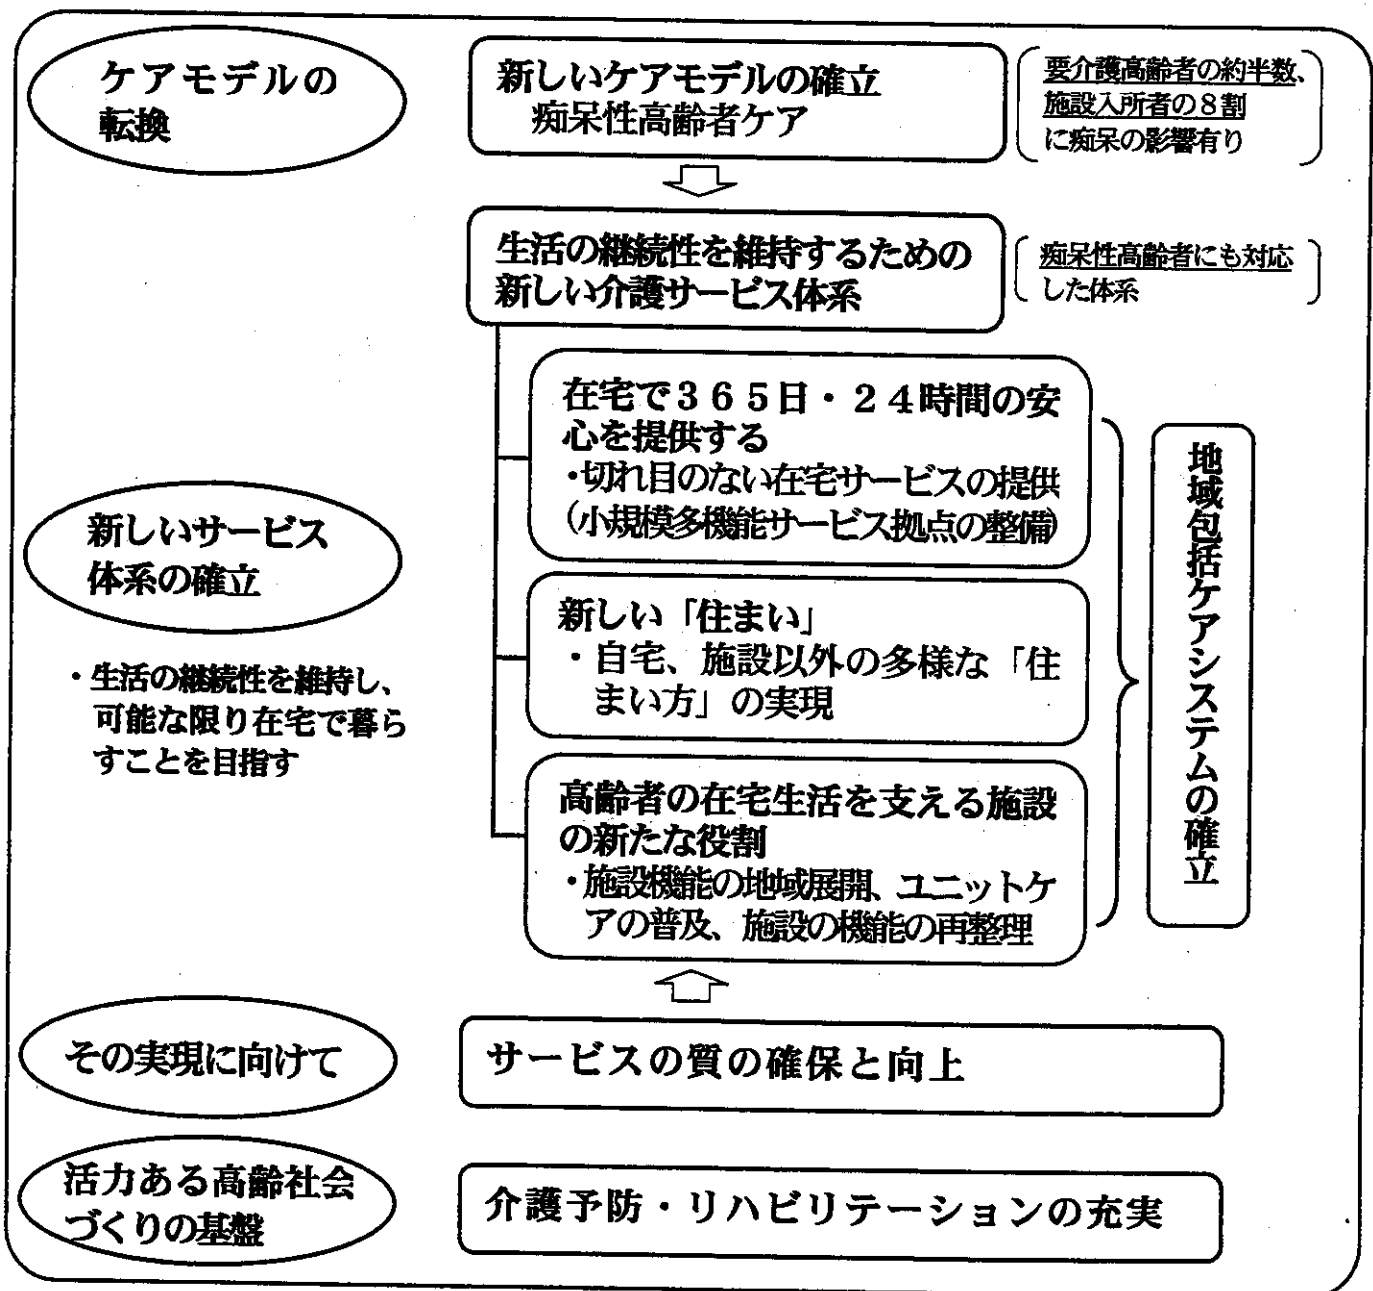 ケアモデルの
転換
新しいケアモデルの確立
痴呆性高齢者ケア
要介護高齢者の約半数、
施設入所者の８割
に痴呆の影響有り
生活の継続性を維持するための
新しい介護サービス体系
痴呆性高齢者にも対応
した体系
新しいサービス
体系の確立
・生活の継続性を維持し、
可能な限り在宅で暮ら
すことを目指す
在宅で３６５日・２４時間の安
心を提供する
・切れ目のない在宅サービスの提供
（小規模多機能サービス拠点の整備）
新しい「住まい」
・自宅、施設以外の多様な「住
まい方」の実現
高齢者の在宅生活を支える施設
の新たな役割
・施設機能の地域展開、ユニットケ
アの普及、施設の機能の再整理
地域包括ケアシステムの確立
その実現に向けて
サービスの質の確保と向上
活力ある高齢社会
づくりの基盤
介護予防・リハビリテーションの充実